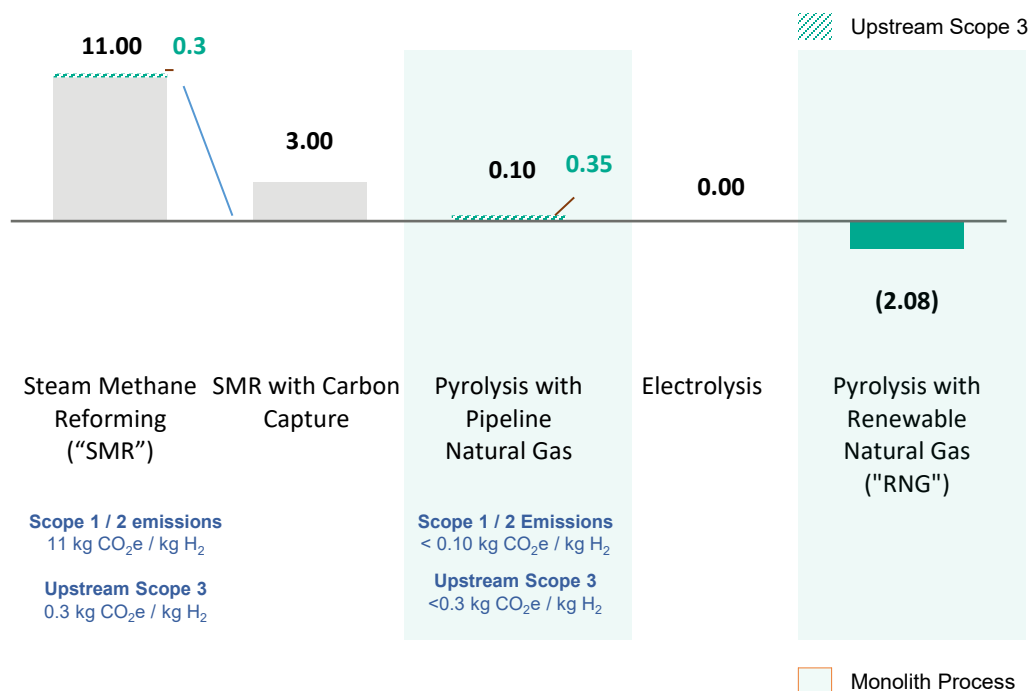 Upstream Scope 3
11.00 0.3
3.00
0.10 0.35
0.00
(2.08)
Steam Methane
Reforming
(“SMR”)
SMR with Carbon
Capture
Pyrolysis with
Pipeline
Natural Gas
Electrolysis
Pyrolysis with
Renewable
Natural Gas
("RNG")
Scope 1 / 2 emissions
11 kg CO₂e / kg H₂
Upstream Scope 3
0.3 kg CO₂e / kg H₂
Scope 1 / 2 Emissions
< 0.10 kg CO₂e / kg H₂
Upstream Scope 3
<0.3 kg CO₂e / kg H₂
Monolith Process